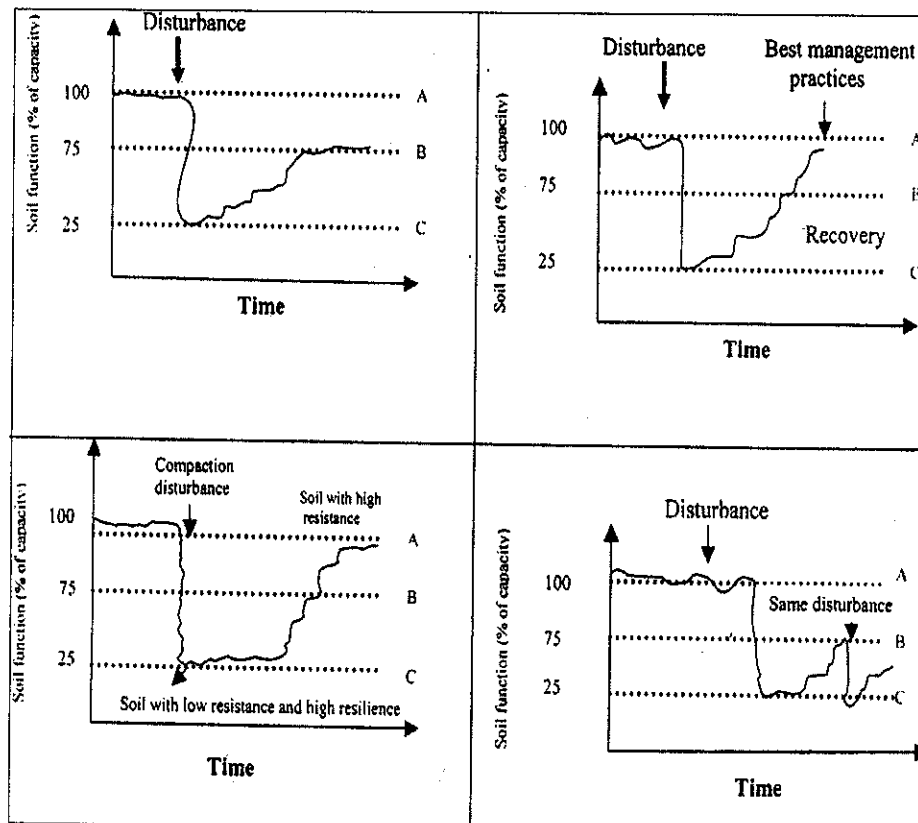 Disturbance
Soil function (% of capacity)
100
75
25
A
B
C
Time
Disturbance
Best management
practices
Soil function (% of capacity)
100
75
25
A
B
C
Recovery
Time
Compaction
disturbance
Soil with high
resistance
Soil function (% of capacity)
100
75
25
A
B
C
Soil with low resistance and high resilience
Time
Disturbance
Same disturbance
Soil function (% of capacity)
100
75
25
A
B
C
Time